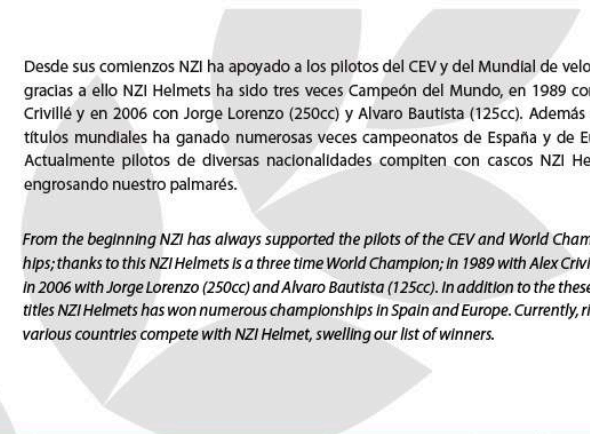 Desde sus comienzos NZI ha apoyado a los pilotos del CEV y del Mundial de
gracias a ello NZI Helmets ha sido tres veces Campeón del Mundo, en 1989
Crivillé y en 2006 con Jorge Lorenzo (250cc) y Alvaro Bautista (125cc). Además
títulos mundiales ha ganado numerosas veces campeonatos de España y de
Actualmente pilotos de diversas nacionalidades compiten con cascos NZI
engrosando nuestro palmarés.
From the beginning NZI has always supported the pilots of the CEV and World
hips; thanks to this NZI Helmets is a three time World Champion; in 1989 with Alex
in 2006 with Jorge Lorenzo (250cc) and Alvaro Bautista (125cc). In addition to the these
titles NZI Helmets has won numerous championships in Spain and Europe. Currently,
various countries compete with NZI Helmet, swelling our list of winners.